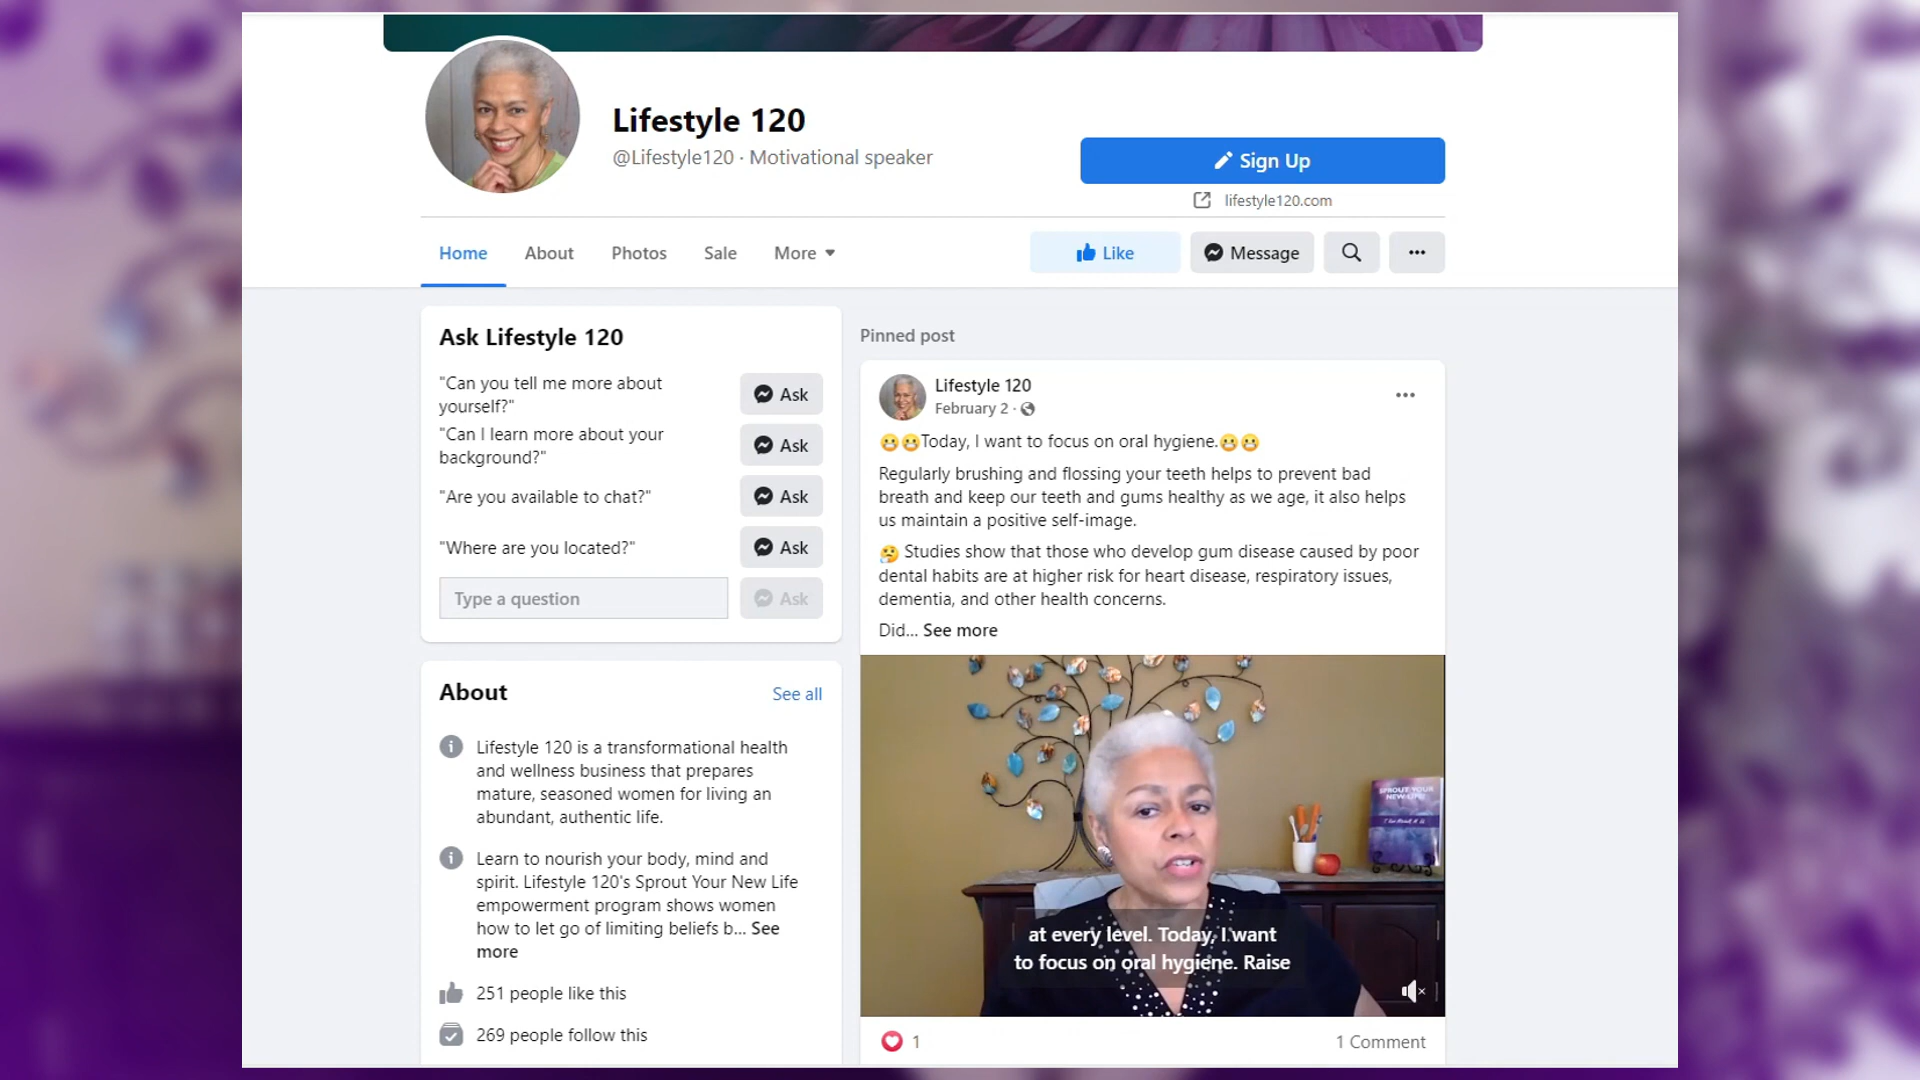 Lifestyle 120
@Lifestyle120 · Motivational speaker
Sign Up
lifestyle120.com
Home
About
Photos
Sale
More
Like
Message
Ask Lifestyle 120
"Can you tell me more about
yourself?"
Ask
"Can I learn more about your
background?"
Ask
"Are you available to chat?"
Ask
"Where are you located?"
Ask
Type a question
Ask
About
See all
Lifestyle 120 is a transformational health
and wellness business that prepares
mature, seasoned women for living an
abundant, authentic life.
Learn to nourish your body, mind and
spirit. Lifestyle 120's Sprout Your New Life
empowerment program shows women
how to let go of limiting beliefs b... See
more
251 people like this
269 people follow this
Pinned post
Lifestyle 120
February 2 ·
😬😬Today, I want to focus on oral hygiene.😬😬
Regularly brushing and flossing your teeth helps to prevent bad
breath and keep our teeth and gums healthy as we age, it also helps
us maintain a positive self-image.
🤧 Studies show that those who develop gum disease caused by poor
dental habits are at higher risk for heart disease, respiratory issues,
dementia, and other health concerns.
Did... See more
SPROUT YOUR
NEW LIFE!
at every level. Today, I want
to focus on oral hygiene. Raise
1
1 Comment